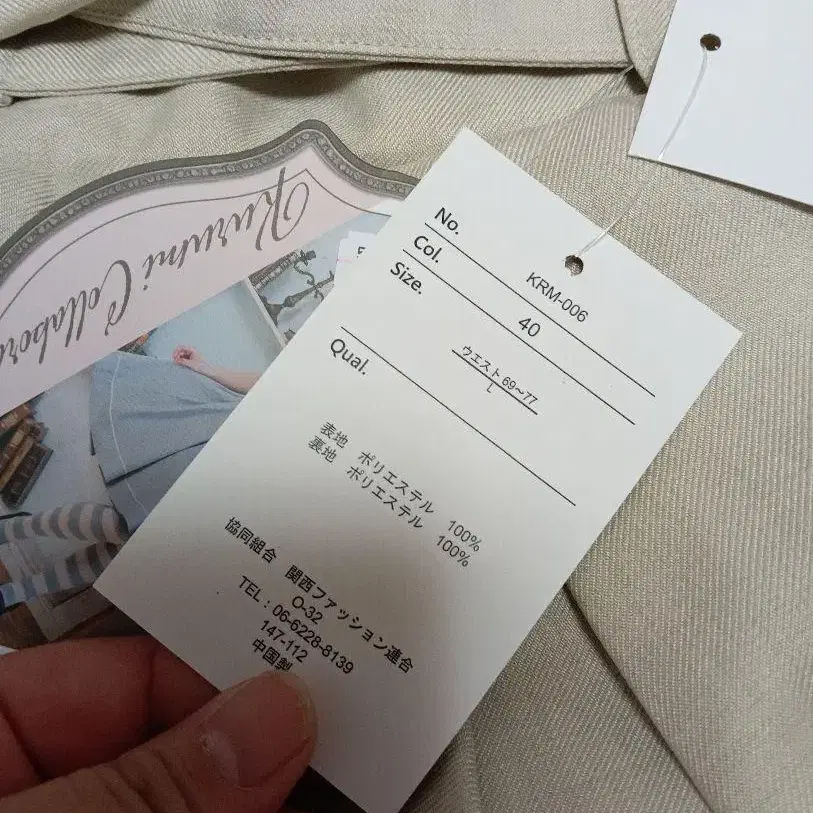 Kurumi Collabor
No. KRM-006
Col. 40
Size. ウエスト 69～77
L
Qual.
表地 ポリエステル 100%
裏地 ポリエステル 100%
協同組合 関西ファッション連合
O-32
TEL : 06-6228-8139
147-112
中国製